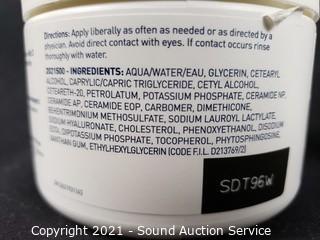 Directions: Apply liberally as often as needed or as directed by a
physician. Avoid direct contact with eyes. If contact occurs rinse
thoroughly with water.
2021500 - INGREDIENTS: AQUA/WATER/EAU, GLYCERIN, CETEARYL
ALCOHOL, CAPRYLIC/CAPRIC TRIGLYCERIDE, CETYL ALCOHOL,
CETEARETH-20, PETROLATUM, POTASSIUM PHOSPHATE, CERAMIDE NP,
CERAMIDE AP, CERAMIDE EOP, CARBOMER, DIMETHICONE,
BEHENTRIMONIUM METHOSULFATE, SODIUM LAUROYL LACTYLATE,
SODIUM HYALURONATE, CHOLESTEROL, PHENOXYETHANOL, DISODIUM
EDTA, DIPOTASSIUM PHOSPHATE, TOCOPHEROL, PHYTOSPHINGOSINE,
XANTHAN GUM, ETHYLHEXYLGLYCERIN (CODE F.I.L. D213769/2)
SDT96W
Copyright 2021 - Sound Auction Service